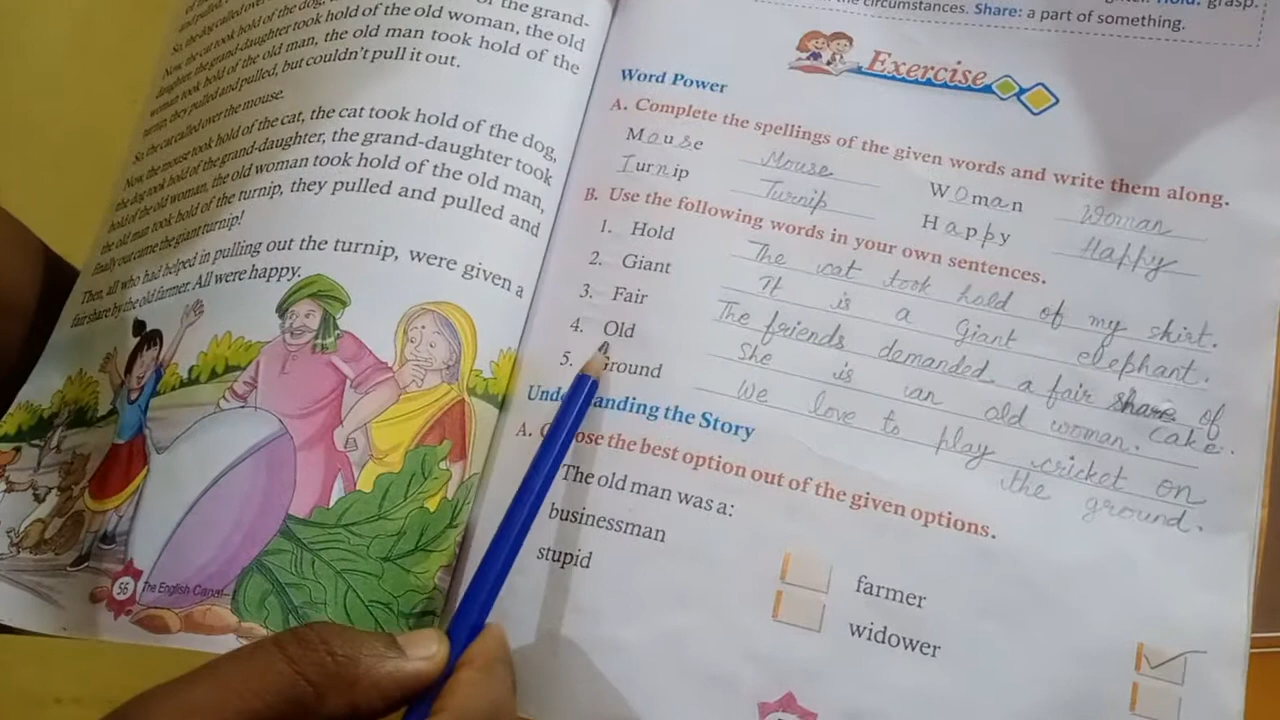 of the grand-
So, the dog called over
Now, the cat took hold of the dog,
daughter, the grand-daughter took hold of the old woman, the old
woman took hold of the old man, the old man took hold of the
turnip, they pulled and pulled, but couldn't pull it out.
So, the cat called over the mouse.
Now, the mouse took hold of the cat, the cat took hold of the dog,
the dog took hold of the grand-daughter, the grand-daughter took
hold of the old woman, the old woman took hold of the old man,
the old man took hold of the turnip, they pulled and pulled and
finally out came the giant turnip!
Then, all who had helped in pulling out the turnip, were given a
fair share by the old farmer. All were happy.
56 The English Canal-
grasp.
the circumstances. Share: a part of something.
Exercise
Word Power
A. Complete the spellings of the given words and write them along.
Mouse Mouse Woman Woman
Turnip Turnip Happy Happy
B. Use the following words in your own sentences.
1. Hold The cat took hold of my shirt.
2. Giant It is a Giant elephant.
3. Fair The friends demanded a fair share of cake.
4. Old She is an old woman.
5. Ground We love to play cricket on the ground.
Understanding the Story
A. Choose the best option out of the given options.
The old man was a:
businessman farmer
stupid widower